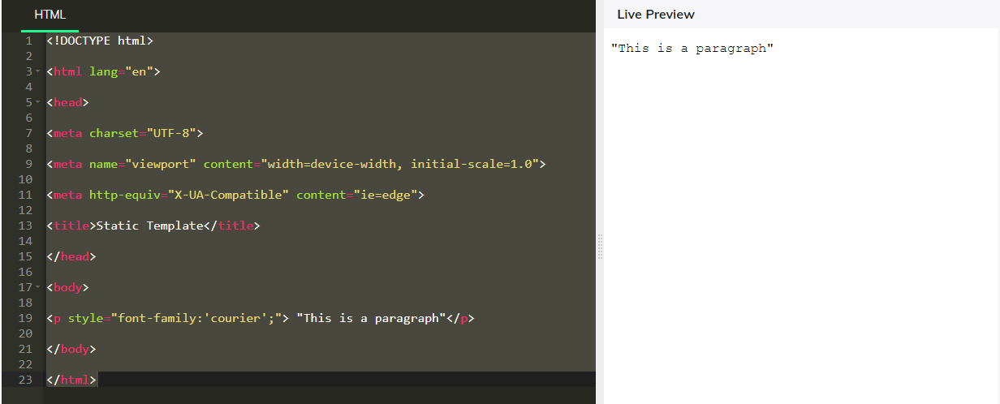 HTML
Live Preview
1 <!DOCTYPE html>
2
3 <html lang="en">
4
5 <head>
6
7 <meta charset="UTF-8">
8
9 <meta name="viewport" content="width=device-width, initial-scale=1.0">
10
11 <meta http-equiv="X-UA-Compatible" content="ie=edge">
12
13 <title>Static Template</title>
14
15 </head>
16
17 <body>
18
19 <p style="font-family:'courier';"> "This is a paragraph"</p>
20
21 </body>
22
23 </html>
"This is a paragraph"